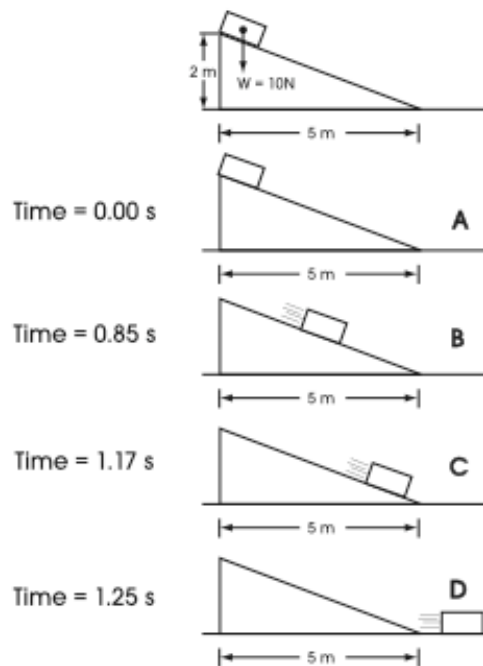 2 m
W = 10N
5 m
Time = 0.00 s
A
5 m
Time = 0.85 s
B
5 m
Time = 1.17 s
C
5 m
Time = 1.25 s
D
5 m